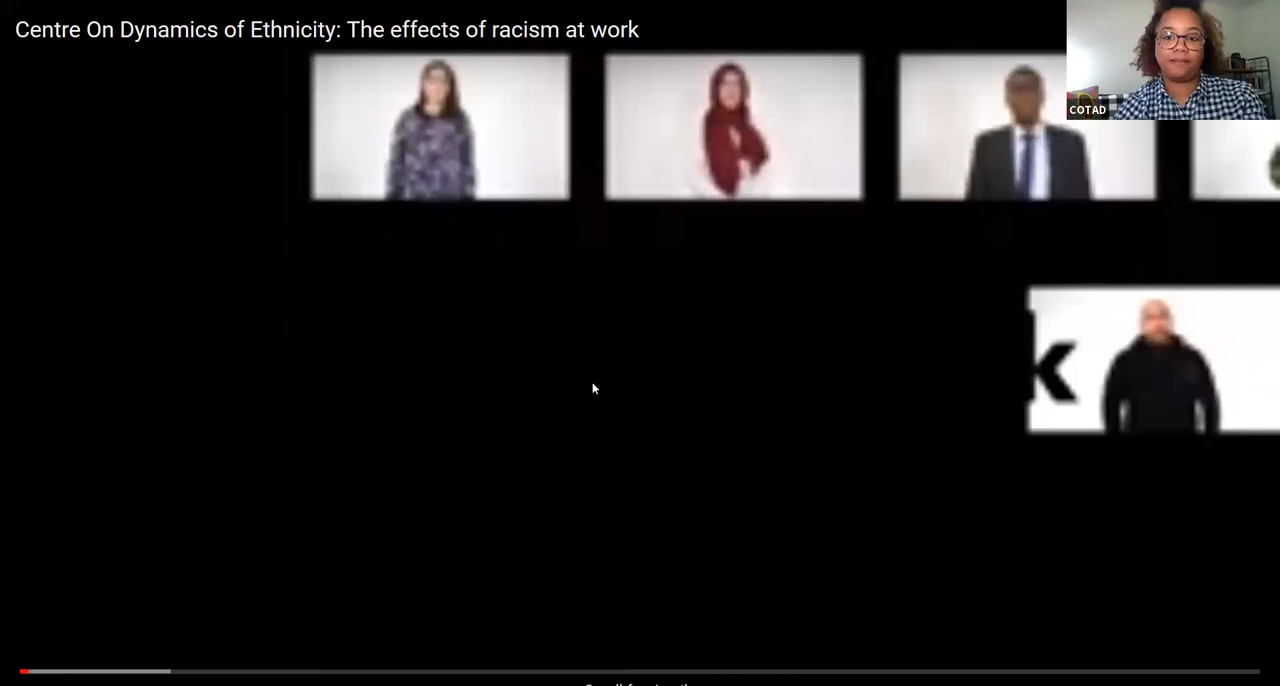 Centre On Dynamics of Ethnicity: The effects of racism at work
COTAD
k